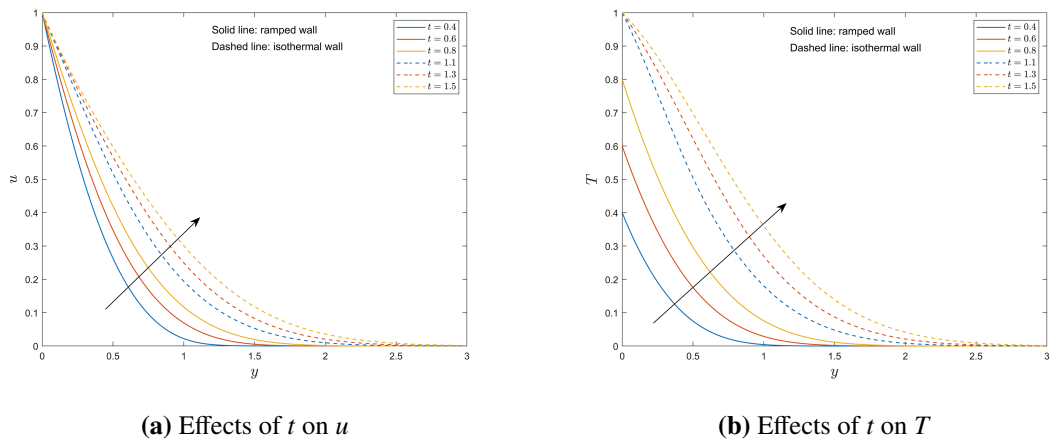 Solid line: ramped wall
Dashed line: isothermal wall
t = 0.4
t = 0.6
t = 0.8
t = 1.1
t = 1.3
t = 1.5
1
0.9
0.8
0.7
0.6
0.5
0.4
0.3
0.2
0.1
0
u
0 0.5 1 1.5 2 2.5 3
y
(a) Effects of t on u
Solid line: ramped wall
Dashed line: isothermal wall
t = 0.4
t = 0.6
t = 0.8
t = 1.1
t = 1.3
t = 1.5
1
0.9
0.8
0.7
0.6
0.5
0.4
0.3
0.2
0.1
0
T
0 0.5 1 1.5 2 2.5 3
y
(b) Effects of t on T